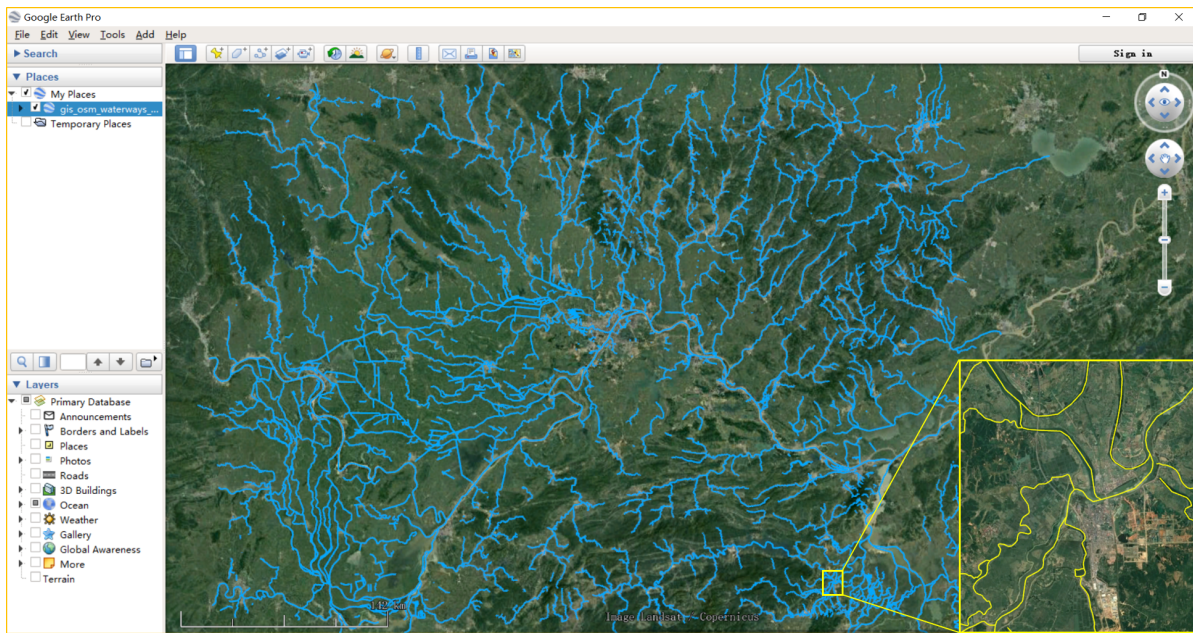 Google Earth Pro
File Edit View Tools Add Help
Search
Sign in
Places
My Places
gis_osm_waterways_...
Temporary Places
N
Layers
Primary Database
Announcements
Borders and Labels
Places
Photos
Roads
3D Buildings
Ocean
Weather
Gallery
Global Awareness
More
Terrain
142 km
Image Landsat / Copernicus